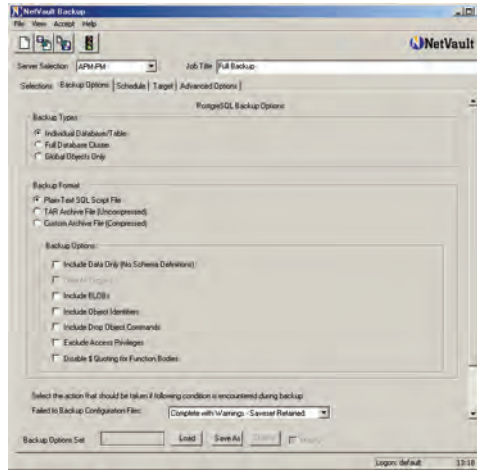 NetVault Backup
File View Accept Help
NetVault
Server Selection APM-PM Job Title Full Backup
Selections Backup Options Schedule Target Advanced Options
PostgreSQL Backup Options
Backup Types
Individual Database/Table
Full Database Cluster
Global Objects Only
Backup Format
Plain-Text SQL Script File
TAR Archive File (Uncompressed)
Custom Archive File (Compressed)
Backup Options
Include Data Only (No Schema Definitions)
Include BLOBs
Include Object Identifiers
Include Drop Object Commands
Exclude Access Privileges
Disable $ Quoting for Function Bodies
Select the action that should be taken if following condition is encountered during backup
Failed to Backup Configuration Files: Complete with Warnings - Saveset Retained
Backup Options Set Load Save As
Logon: default 13:18